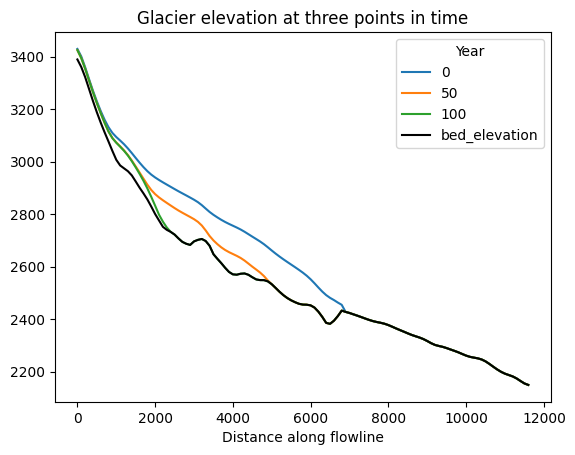 Glacier elevation at three points in time
3400
3200
3000
2800
2600
2400
2200
Year
0
50
100
bed_elevation
0 2000 4000 6000 8000 10000 12000
Distance along flowline